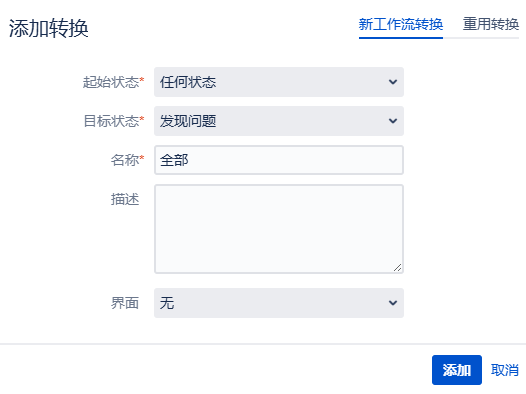 添加转换 新工作流转换 重用转换
起始状态* 任何状态
目标状态* 发现问题
名称* 全部
描述
界面 无
添加 取消